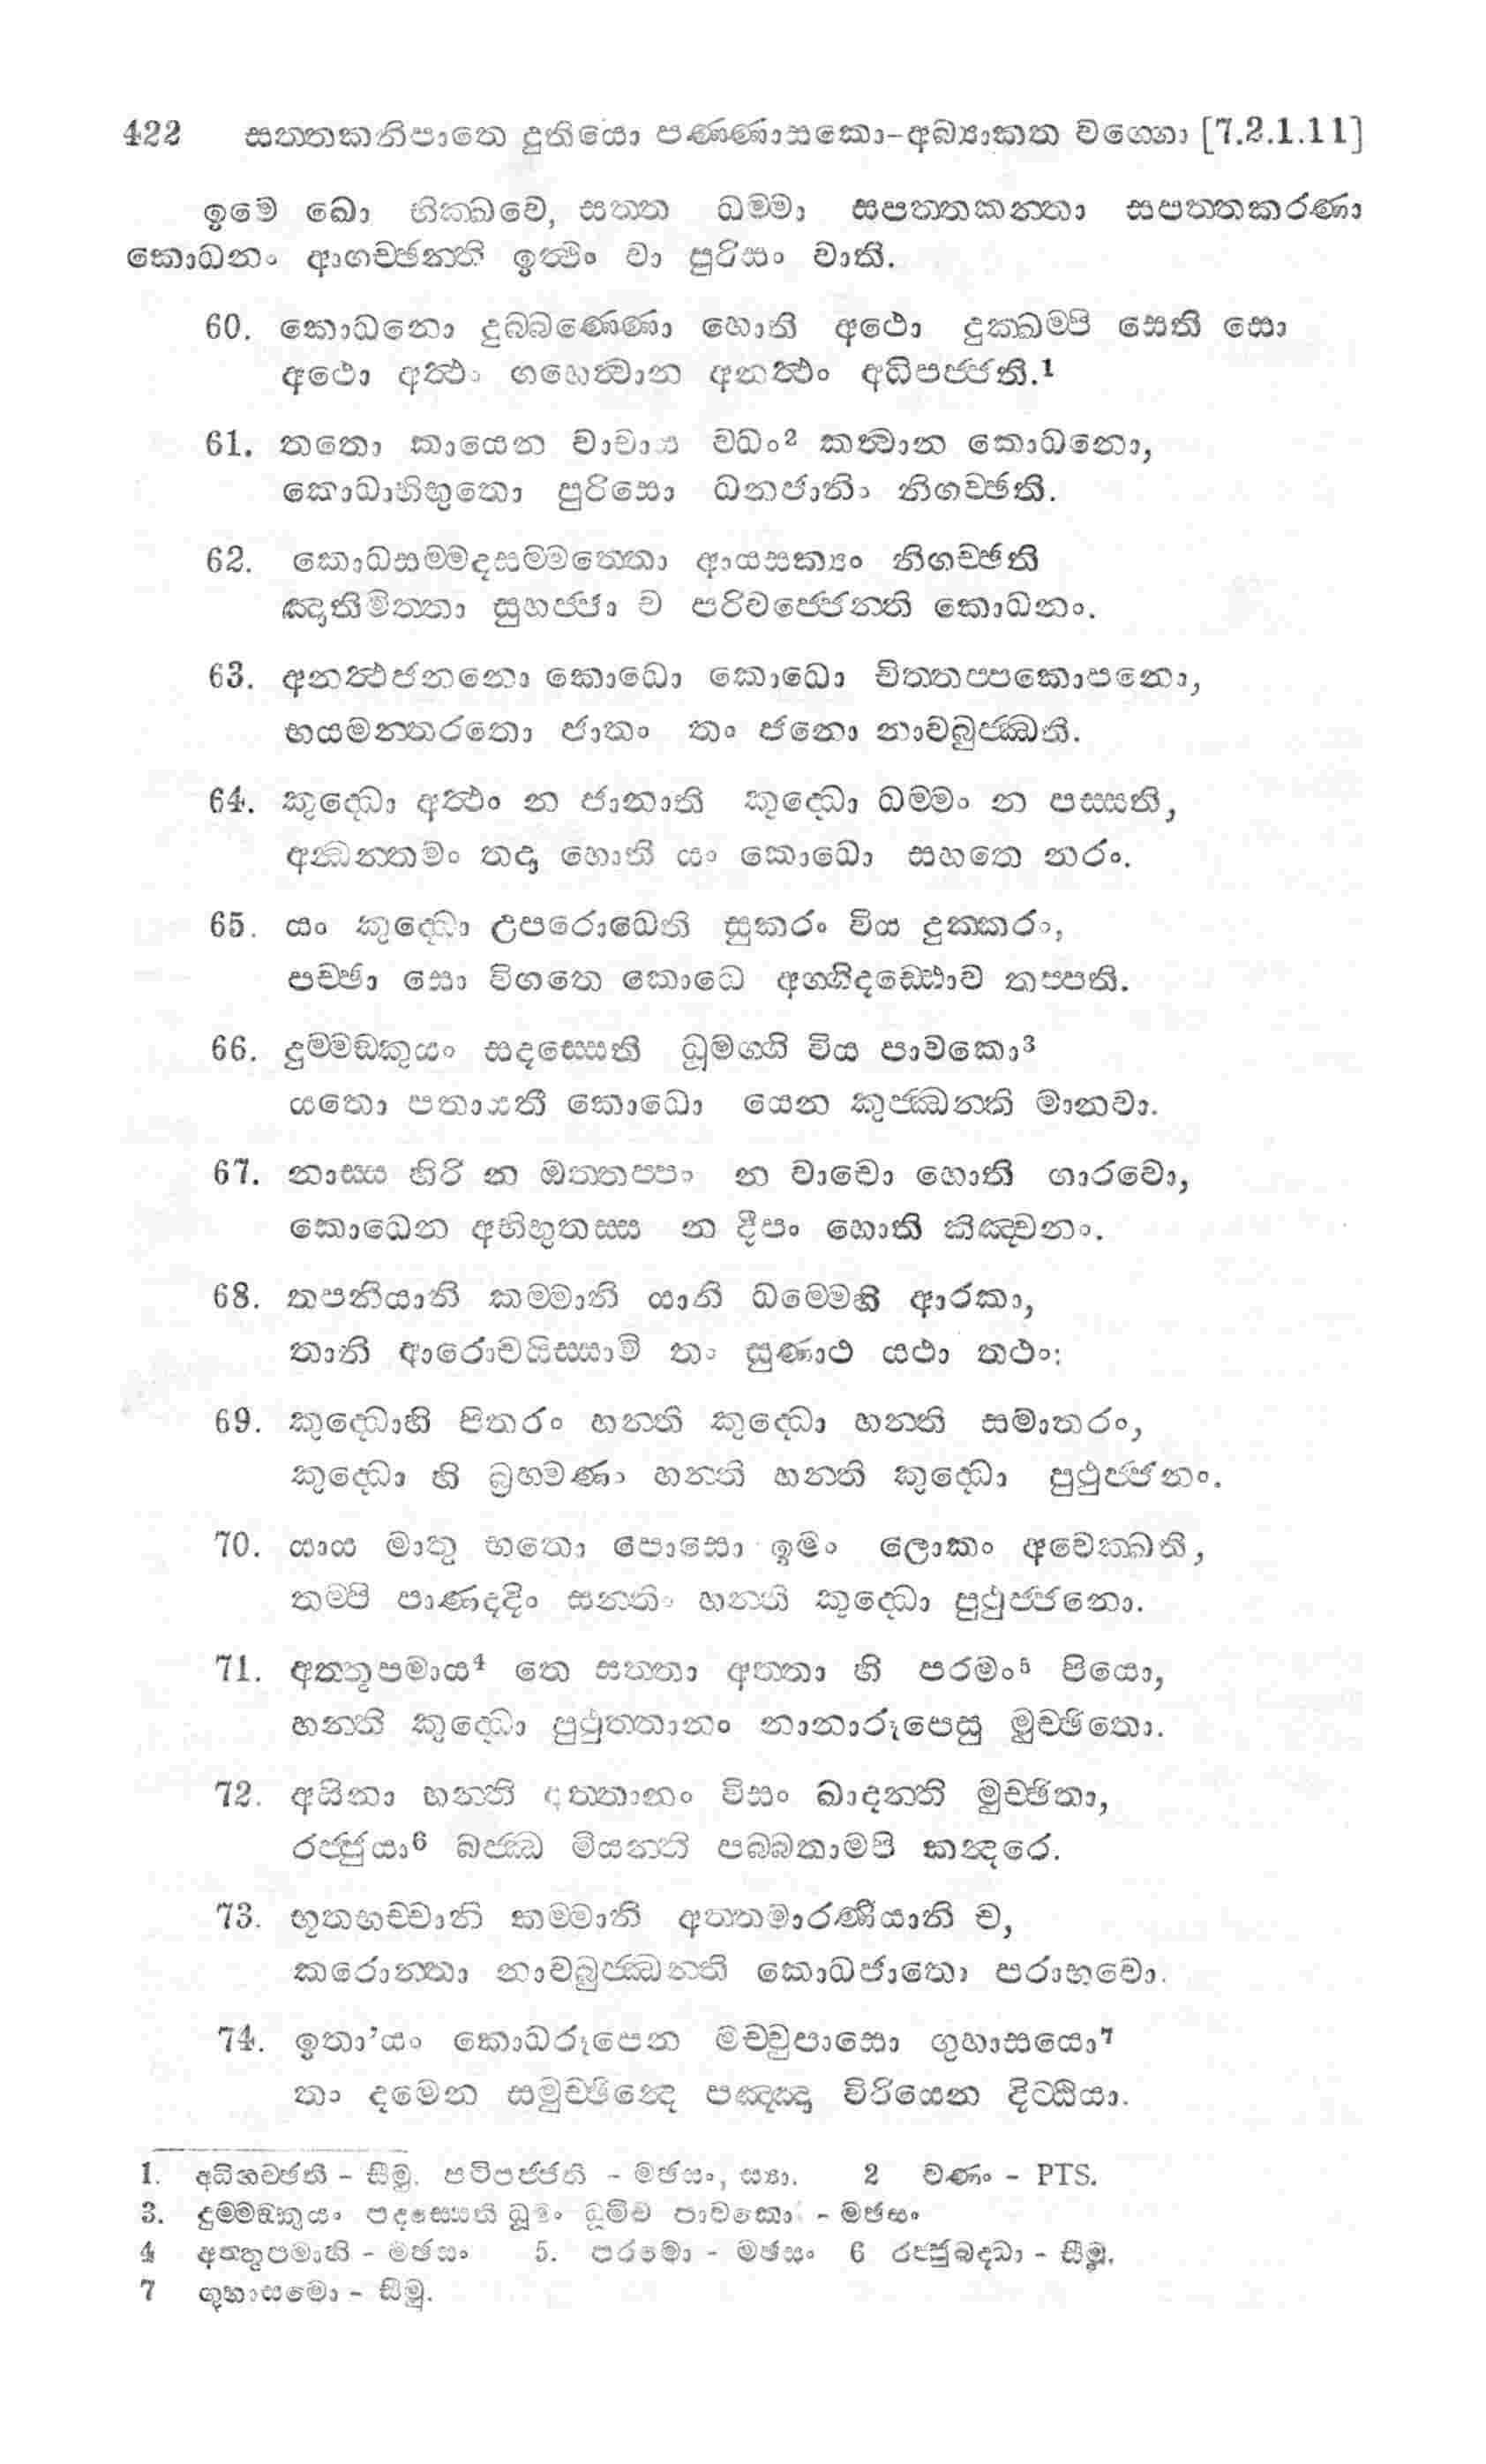 422 සත්තකනිපාතො දුතියො පණ්ණාසකො-අබ්‍යාකත වග්ගො [7.2.1.11]
ඉමෙ ඛො භික්ඛවෙ, සත්ත ධම්මා සපත්තකන්තා සපත්තකරණා
කොධනං ආගච්ඡන්ති ඉත්ථිං වා පුරිසං වාති.
60. කොධනො දුබ්බණ්ණො හොති අථො දුක්ඛම්පි සෙති සො
අථො අත්ථං ගහෙත්වාන අනත්ථං අධිපජ්ජති.1
61. තතො කායෙන වාචාය වධං2 කත්වාන කොධනො,
කොධාභිභුතො පුරිසො ධනජානිං නිගච්ඡති.
62. කොධසම්මදසම්මත්තො ආයසක්‍යං නිගච්ඡති
ඤාතිමිත්තා සුහජ්ජා ච පරිවජ්ජෙන්ති කොධනං.
63. අනත්ථජනනො කොධො කොධො චිත්තප්පකොපනො,
භයමන්තරතො ජාතං තං ජනො නාවබුජ්ඣති.
64. කුද්ධො අත්ථං න ජානාති කුද්ධො ධම්මං න පස්සති,
අන්ධන්තමං තදා හොති යං කොධො සහතෙ නරං.
65. යං කුද්ධො උපරොධෙති සුකරං විය දුක්කරං,
පච්ඡා සො විගතෙ කොධෙ අග්ගිදඩ්ඪොව තප්පති.
66. දුම්මඞ්කුයං සදස්සෙති ධූමග්ගි විය පාවකො3
යතො පතායති කොධො යෙන කුජ්ඣන්ති මානවා.
67. නාස්ස හිරි න ඔත්තප්පං න වාචො හොති ගාරවො,
කොධෙන අභිභුතස්ස න දීපං හොති කිඤ්චනං.
68. තපනීයානි කම්මානි යානි ධම්මෙහි ආරකා,
තානි ආරොචයිස්සාමි තං සුණාථ යථා තථං:
69. කුද්ධොහි පිතරං හන්ති කුද්ධො හන්ති සමාතරං,
කුද්ධො හි බ්‍රාහ්මණං හන්ති හන්ති කුද්ධො පුථුජ්ජනං.
70. යාය මාතු භතො පොසො ඉමං ලොකං අවෙක්ඛති,
තම්පි පාණදදිං සන්තිං හන්ති කුද්ධො පුථුජ්ජනො.
71. අත්තූපමාය4 තෙ සත්තා අත්තා හි පරමං5 පියො,
හන්ති කුද්ධො පුථුත්තානං නානාරූපෙසු මුච්ඡිතො.
72. අසිනා හන්ති අත්තානං විසං ඛාදන්ති මුච්ඡිතා,
රජ්ජුයා6 බජ්ඣ මීයන්ති පබ්බතාමපි කන්‍දරෙ.
73. භූතභච්චානි කම්මානි අත්තමාරණීයානි ච,
කරොන්තා නාවබුජ්ඣන්ති කොධජාතො පරාභවො.
74. ඉතා’යං කොධරූපෙන මච්චුපාසො ගුහාසයො7
තං දමෙන සමුච්ඡින්‍දෙ පඤ්ඤා විරියෙන දිට්ඨියා.
1. අධිගච්ඡති - සීමු. පටිපජ්ජති - මඡසං, ස්‍යා. 2 වණං - PTS.
3. දුම්මඞ්කුයං පදස්සෙති ධූමං ධූමීව පාවකො - මඡසං
4 අත්තුපමාහි - මඡසං 5. පරමො - මඡසං 6 රජ්ජුබද්ධා - සීමු.
7 ගුහාසමො - සීමු.